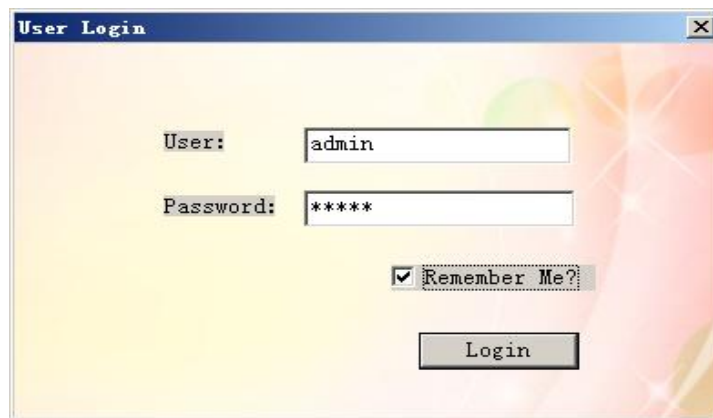 User Login
User: admin
Password: *****
Remember Me?
Login